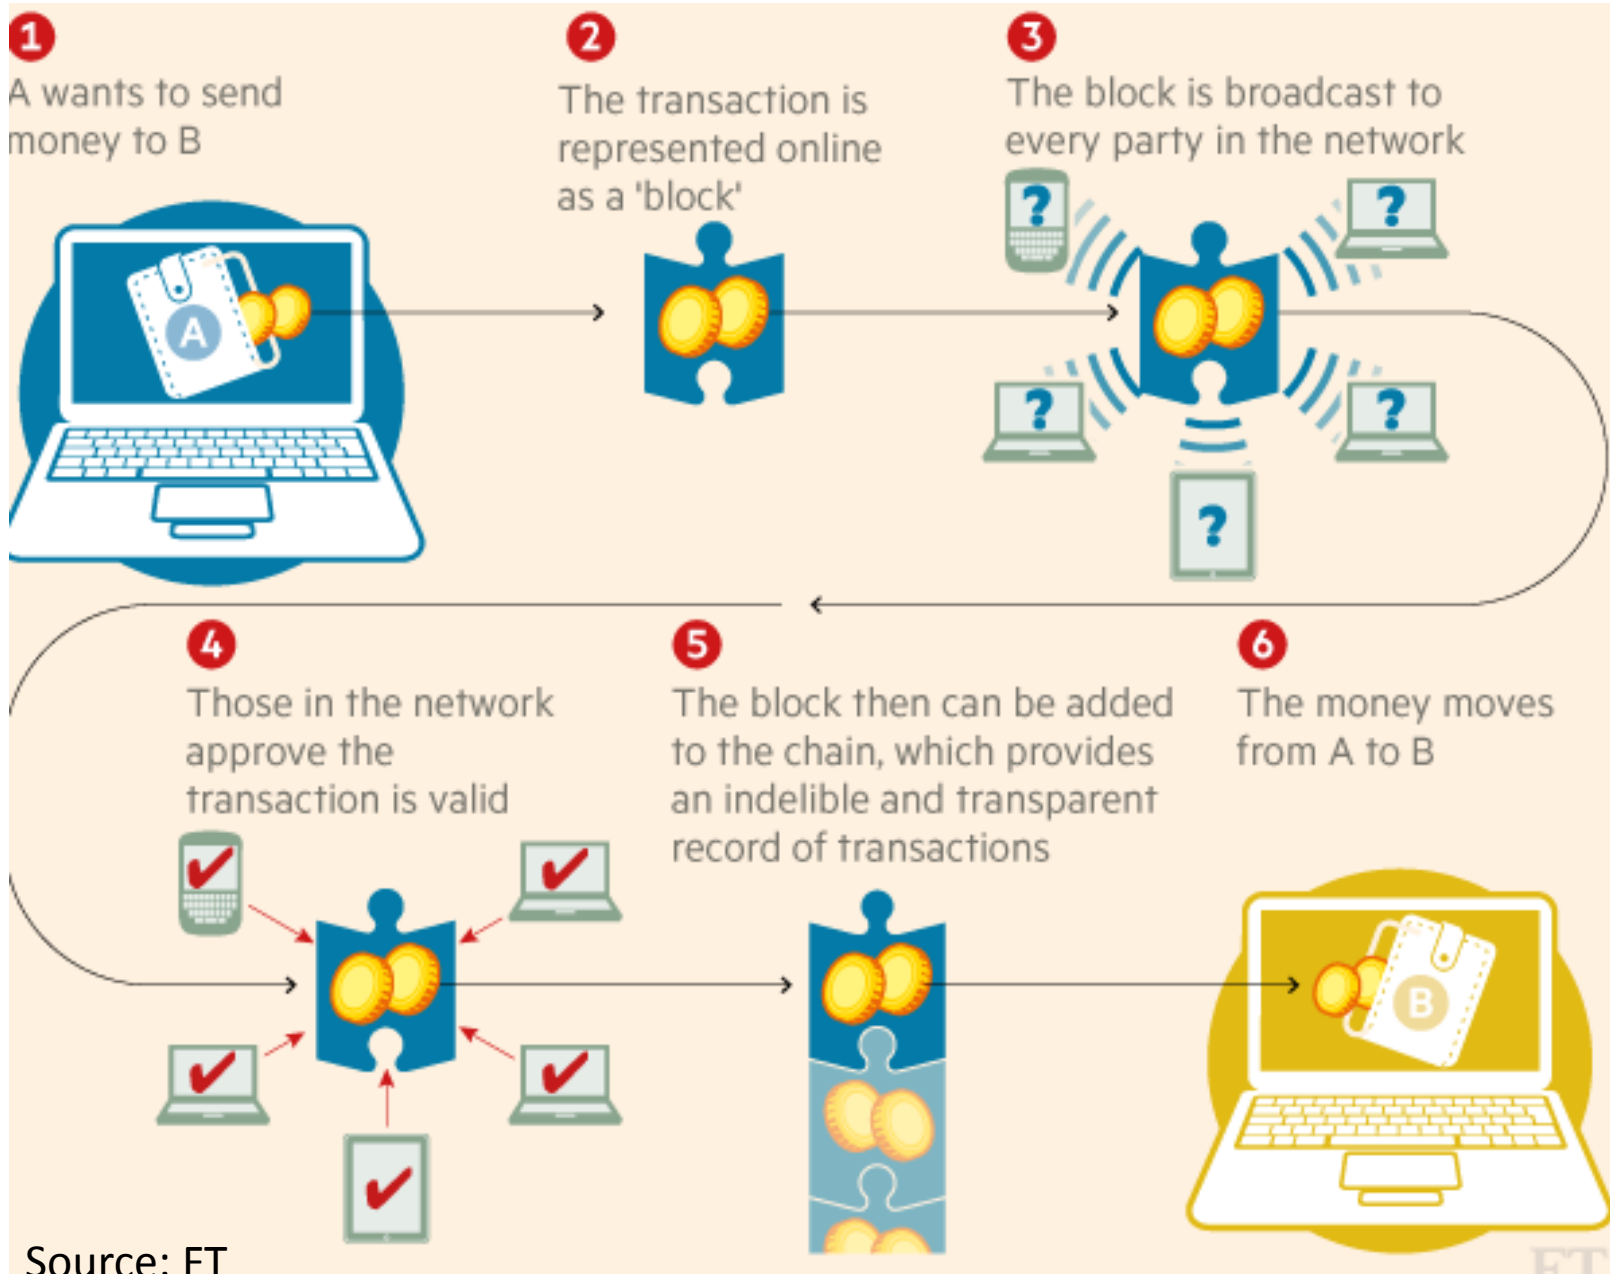 1
A wants to send
money to B
2
The transaction is
represented online
as a 'block'
3
The block is broadcast to
every party in the network
?
?
A
?
?
?
4
Those in the network
approve the
transaction is valid
5
The block then can be added
to the chain, which provides
an indelible and transparent
record of transactions
6
The money moves
from A to B
B
Source: FT
FT